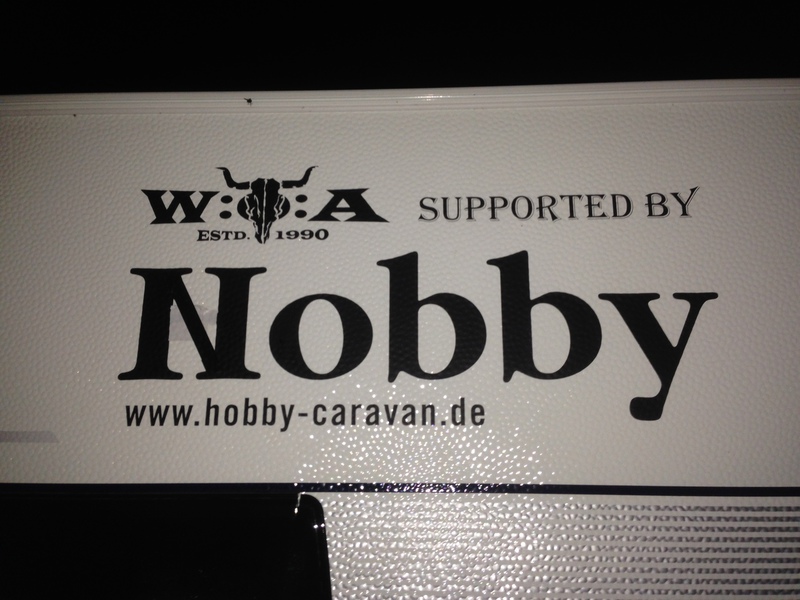 W:O:A SUPPORTED BY
ESTD. 1990
Nobby
www.hobby-caravan.de